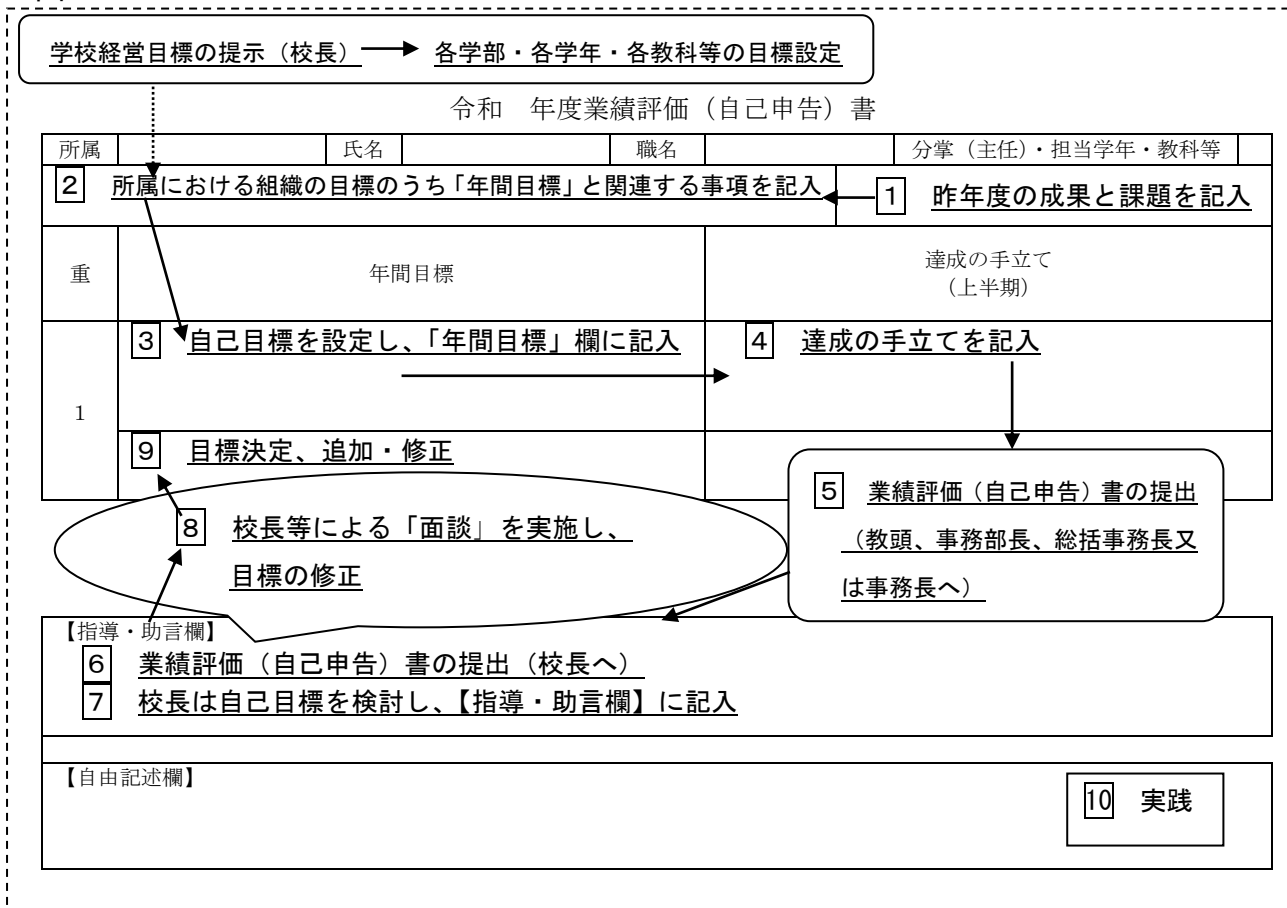 学校経営目標の提示（校長） 各学部・各学年・各教科等の目標設定
令和　年度業績評価（自己申告）書
所属 氏名 職名 分掌（主任）・担当学年・教科等
2 所属における組織の目標のうち「年間目標」と関連する事項を記入 1 昨年度の成果と課題を記入
重 年間目標 達成の手立て
（上半期）
3 自己目標を設定し、「年間目標」欄に記入 4 達成の手立てを記入
1
9 目標決定、追加・修正
5 業績評価（自己申告）書の提出
（教頭、事務部長、総括事務長又
は事務長へ）
8 校長等による「面談」を実施し、
目標の修正
【指導・助言欄】
6 業績評価（自己申告）書の提出（校長へ）
7 校長は自己目標を検討し、【指導・助言欄】に記入
【自由記述欄】
10 実践